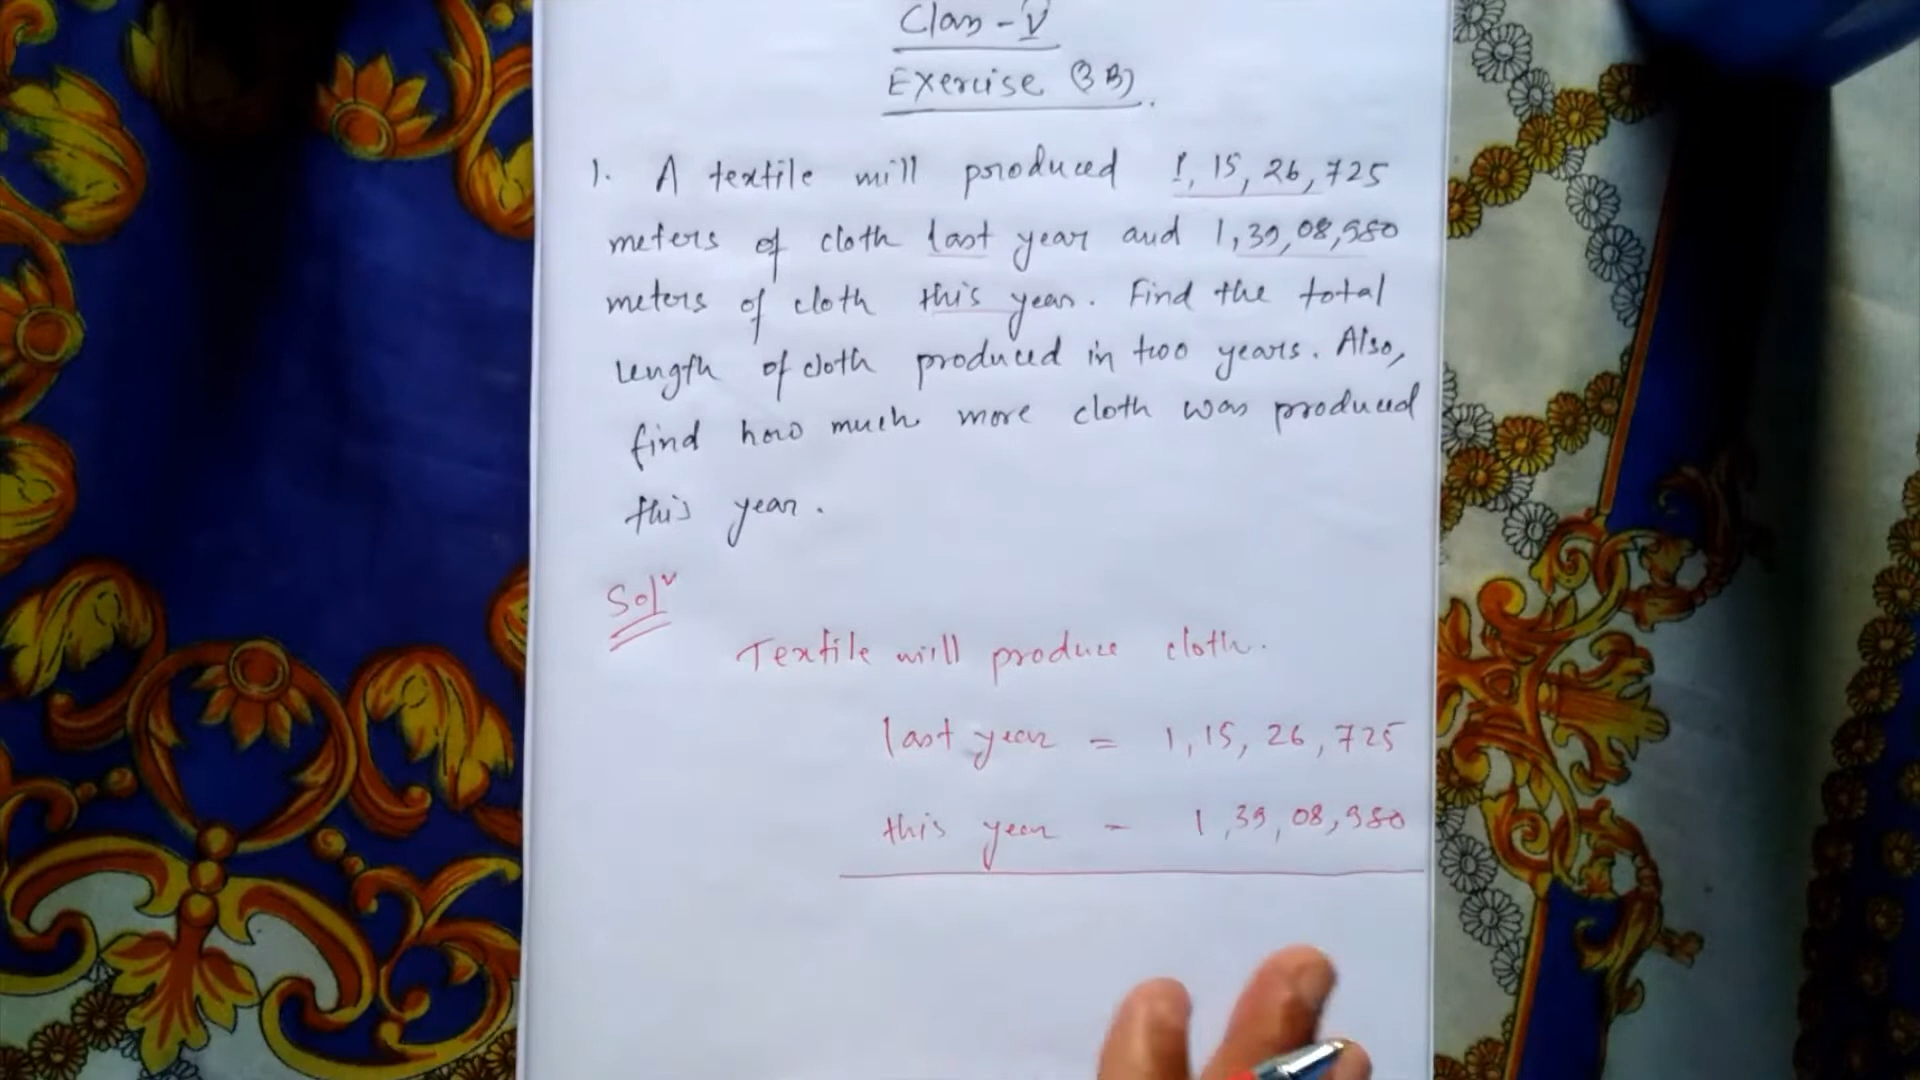 Class - V
Exercise (3B).
1. A textile mill produced 1,15,26,725
meters of cloth last year and 1,39,08,980
meters of cloth this year. Find the total
length of cloth produced in two years. Also,
find how much more cloth was produced
this year.
Solⁿ
Textile mill produce cloth.
last year = 1,15,26,725
this year = 1,39,08,980